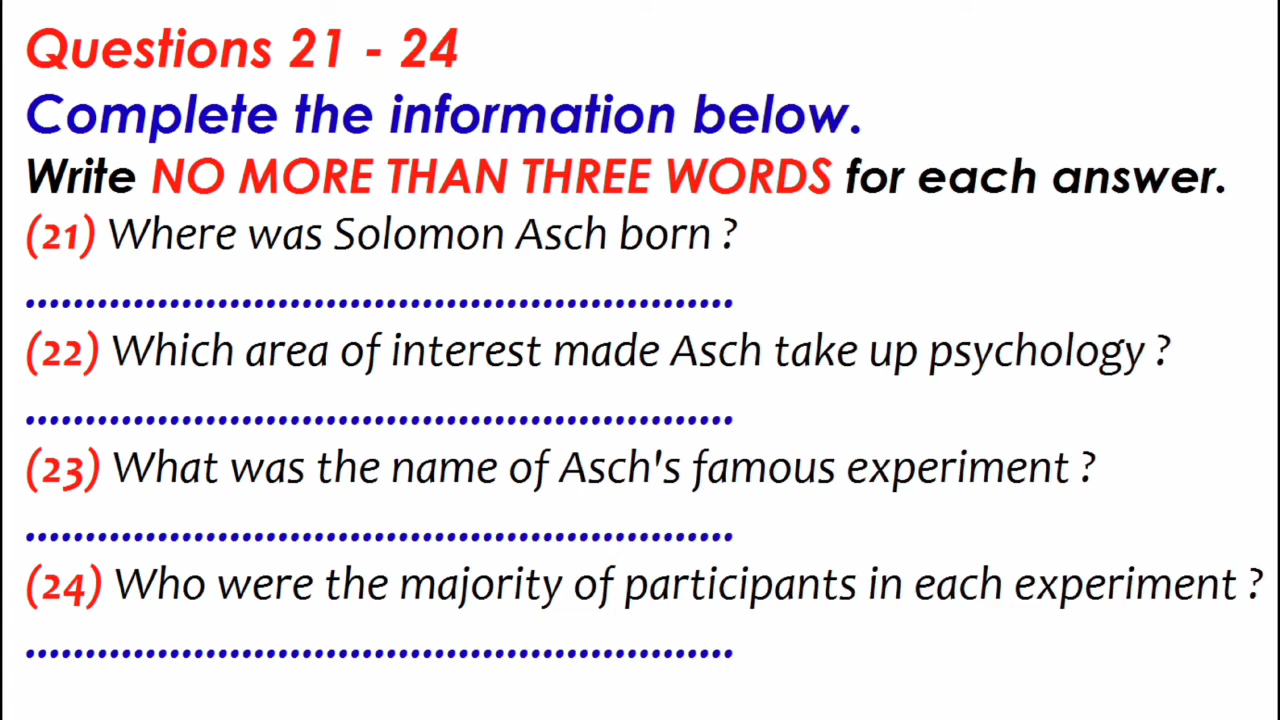 Questions 21 - 24
Complete the information below.
Write NO MORE THAN THREE WORDS for each answer.
(21) Where was Solomon Asch born ?
............................................................
(22) Which area of interest made Asch take up psychology ?
............................................................
(23) What was the name of Asch's famous experiment ?
............................................................
(24) Who were the majority of participants in each experiment ?
............................................................